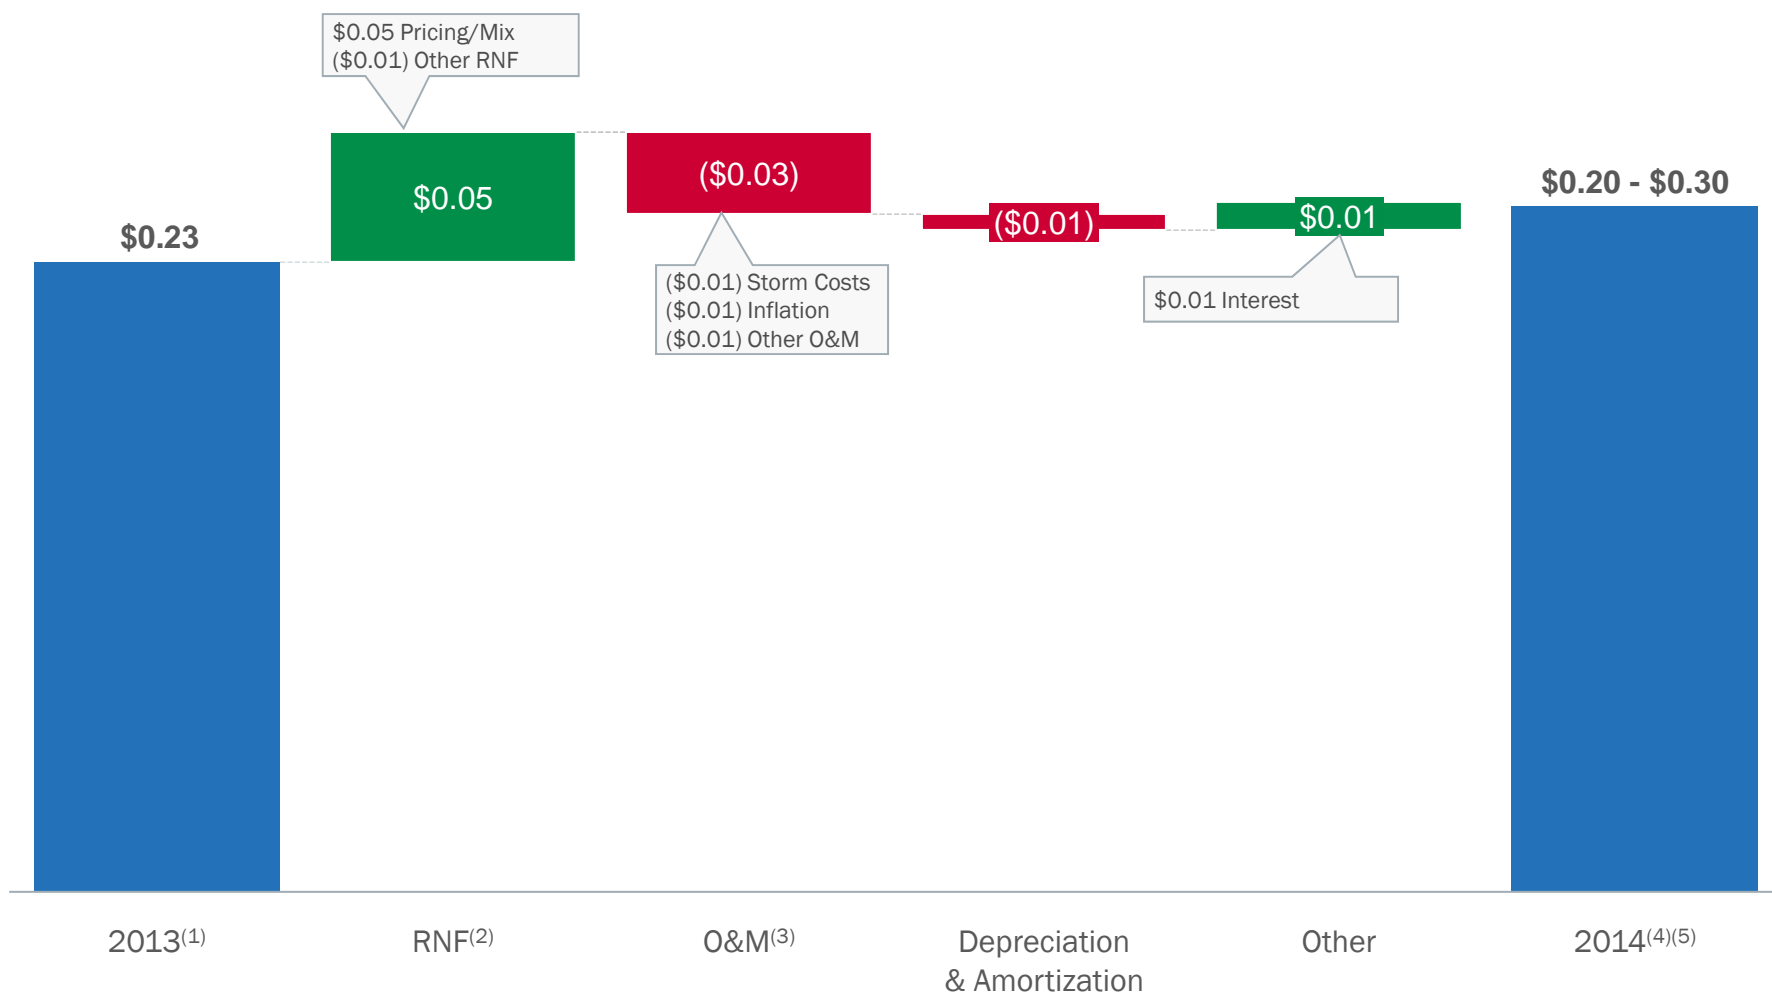 $0.05 Pricing/Mix
($0.01) Other RNF
$0.23
$0.05
($0.03)
($0.01) Storm Costs
($0.01) Inflation
($0.01) Other O&M
($0.01)
$0.01
$0.01 Interest
$0.20 - $0.30
2013(1)
RNF(2)
O&M(3)
Depreciation
& Amortization
Other
2014(4)(5)